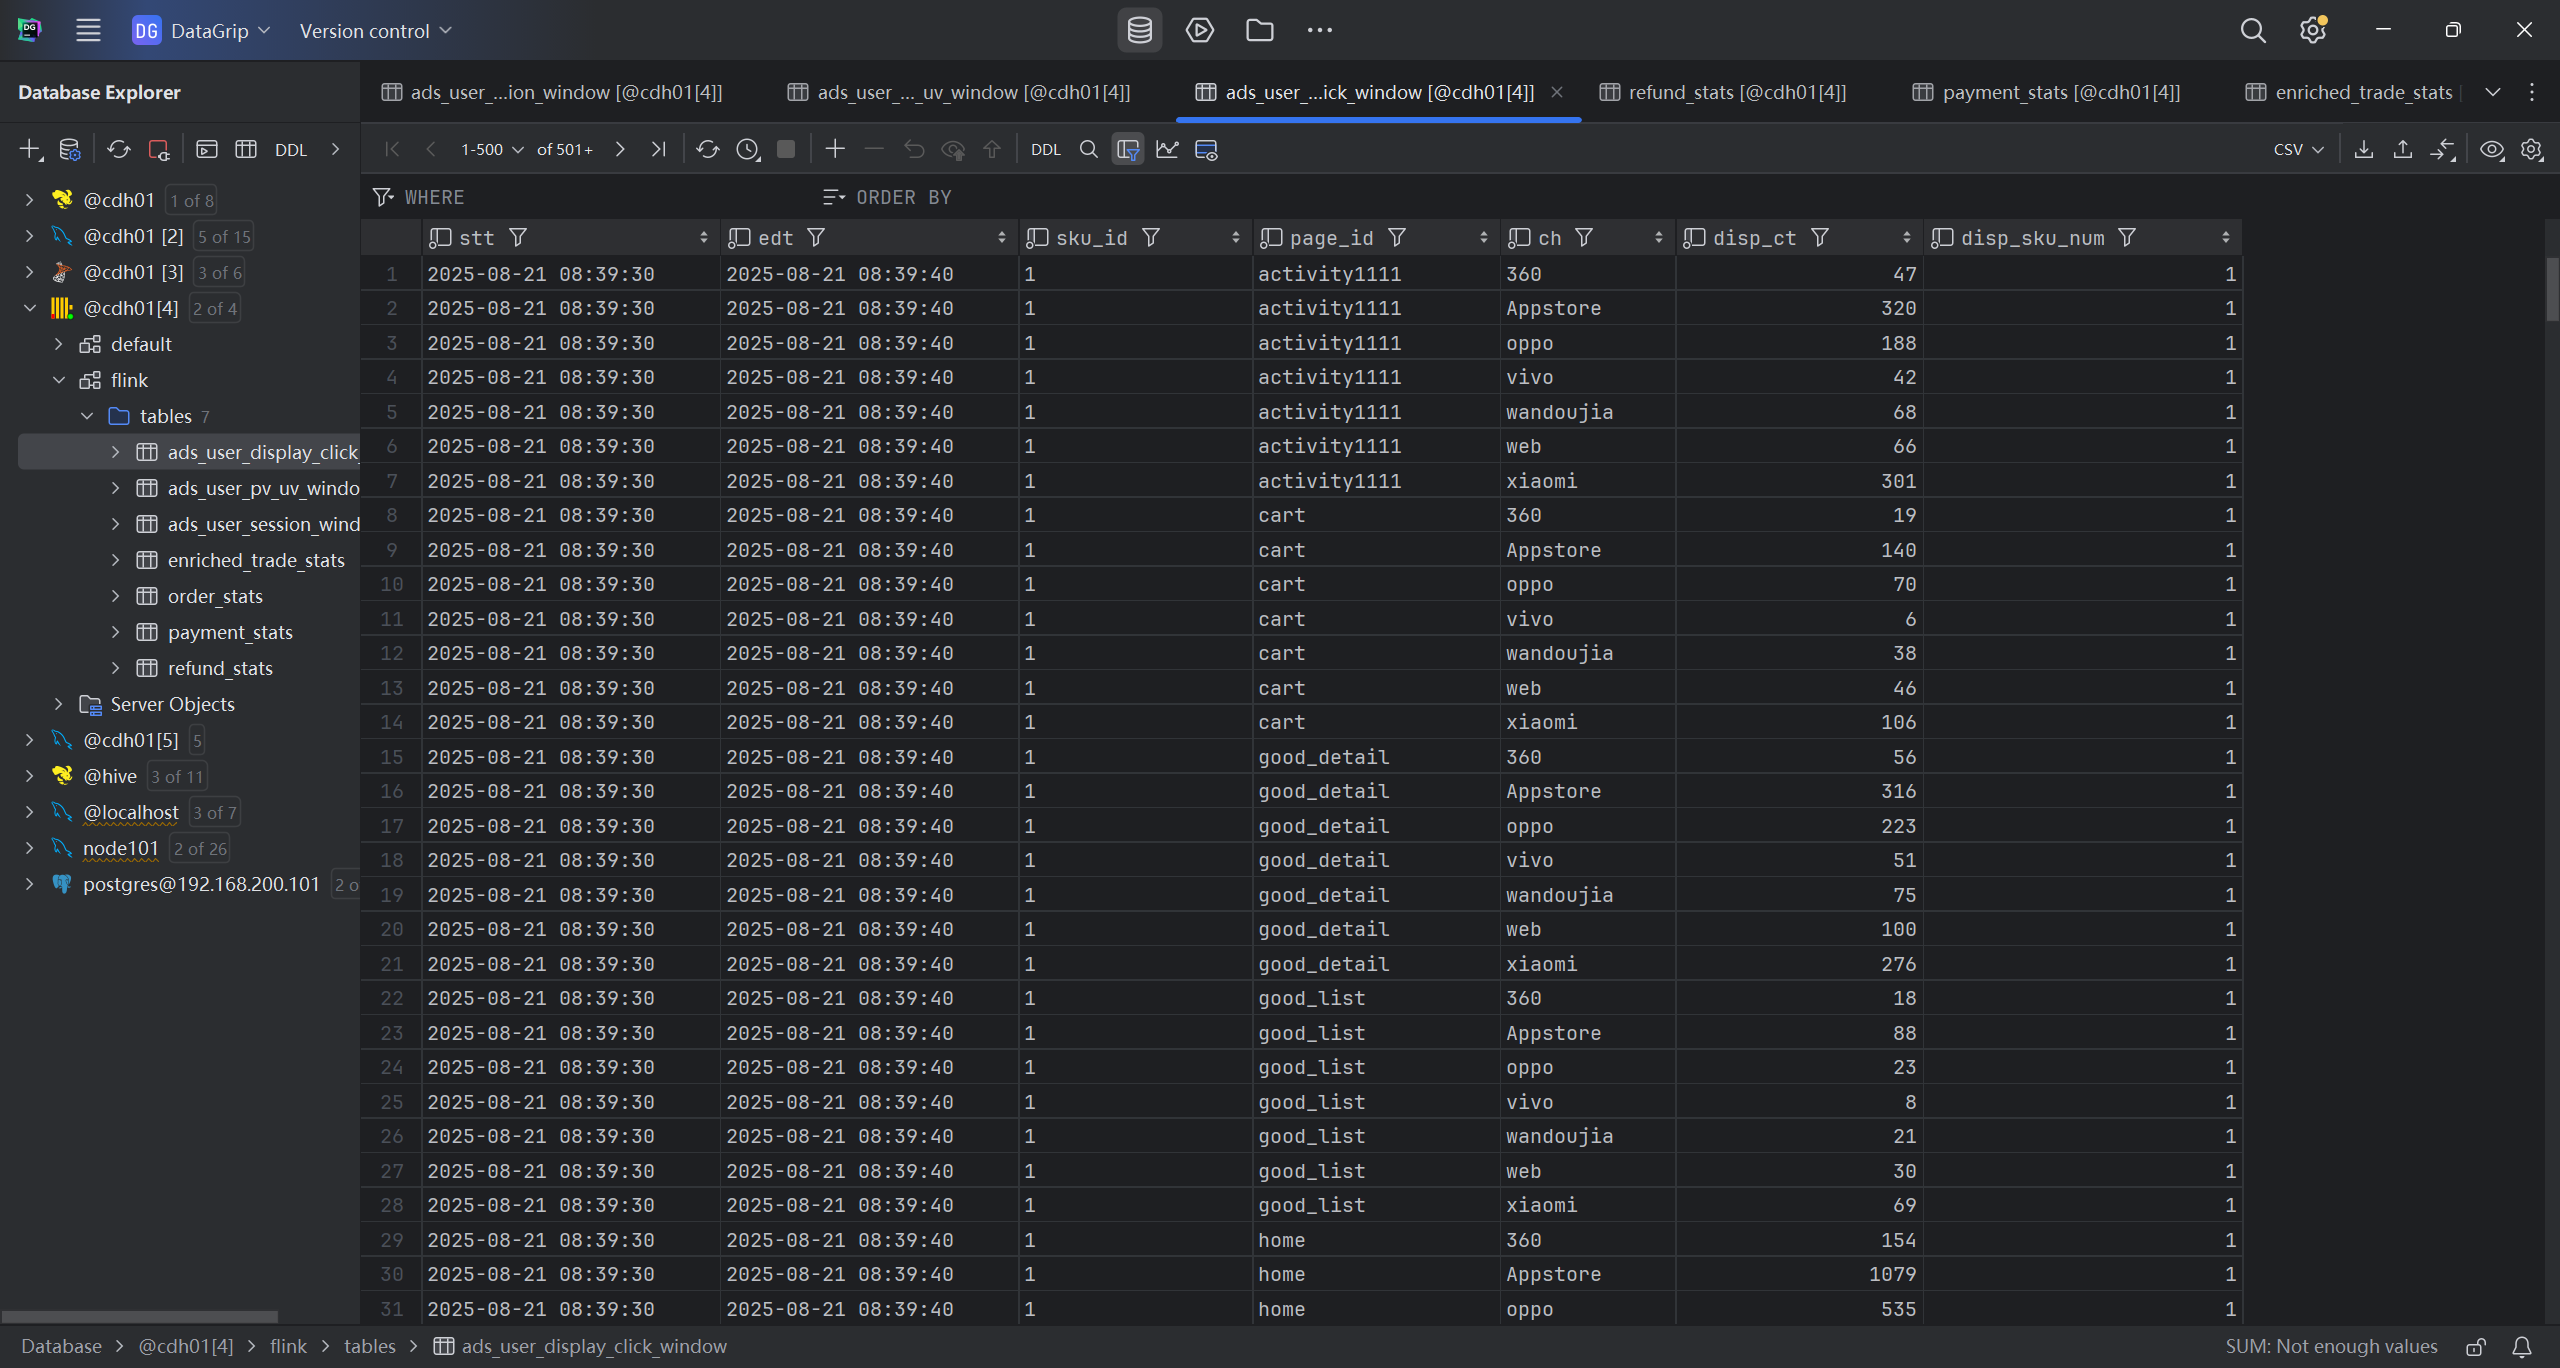 DG DataGrip Version control
Database Explorer
ads_user_...ion_window [@cdh01[4]] ads_user_..._uv_window [@cdh01[4]] ads_user_...ick_window [@cdh01[4]] refund_stats [@cdh01[4]] payment_stats [@cdh01[4]] enriched_trade_stats
DDL 1-500 of 501+ DDL CSV
WHERE ORDER BY
@cdh01 1 of 8
@cdh01 [2] 5 of 15
@cdh01 [3] 3 of 6
@cdh01[4] 2 of 4
default
flink
tables 7
ads_user_display_click
ads_user_pv_uv_windo
ads_user_session_wind
enriched_trade_stats
order_stats
payment_stats
refund_stats
Server Objects
@cdh01[5] 5
@hive 3 of 11
@localhost 3 of 7
node101 2 of 26
postgres@192.168.200.101 2 o
stt edt sku_id page_id ch disp_ct disp_sku_num
1 2025-08-21 08:39:30 2025-08-21 08:39:40 1 activity1111 360 47 1
2 2025-08-21 08:39:30 2025-08-21 08:39:40 1 activity1111 Appstore 320 1
3 2025-08-21 08:39:30 2025-08-21 08:39:40 1 activity1111 oppo 188 1
4 2025-08-21 08:39:30 2025-08-21 08:39:40 1 activity1111 vivo 42 1
5 2025-08-21 08:39:30 2025-08-21 08:39:40 1 activity1111 wandoujia 68 1
6 2025-08-21 08:39:30 2025-08-21 08:39:40 1 activity1111 web 66 1
7 2025-08-21 08:39:30 2025-08-21 08:39:40 1 activity1111 xiaomi 301 1
8 2025-08-21 08:39:30 2025-08-21 08:39:40 1 cart 360 19 1
9 2025-08-21 08:39:30 2025-08-21 08:39:40 1 cart Appstore 140 1
10 2025-08-21 08:39:30 2025-08-21 08:39:40 1 cart oppo 70 1
11 2025-08-21 08:39:30 2025-08-21 08:39:40 1 cart vivo 6 1
12 2025-08-21 08:39:30 2025-08-21 08:39:40 1 cart wandoujia 38 1
13 2025-08-21 08:39:30 2025-08-21 08:39:40 1 cart web 46 1
14 2025-08-21 08:39:30 2025-08-21 08:39:40 1 cart xiaomi 106 1
15 2025-08-21 08:39:30 2025-08-21 08:39:40 1 good_detail 360 56 1
16 2025-08-21 08:39:30 2025-08-21 08:39:40 1 good_detail Appstore 316 1
17 2025-08-21 08:39:30 2025-08-21 08:39:40 1 good_detail oppo 223 1
18 2025-08-21 08:39:30 2025-08-21 08:39:40 1 good_detail vivo 51 1
19 2025-08-21 08:39:30 2025-08-21 08:39:40 1 good_detail wandoujia 75 1
20 2025-08-21 08:39:30 2025-08-21 08:39:40 1 good_detail web 100 1
21 2025-08-21 08:39:30 2025-08-21 08:39:40 1 good_detail xiaomi 276 1
22 2025-08-21 08:39:30 2025-08-21 08:39:40 1 good_list 360 18 1
23 2025-08-21 08:39:30 2025-08-21 08:39:40 1 good_list Appstore 88 1
24 2025-08-21 08:39:30 2025-08-21 08:39:40 1 good_list oppo 23 1
25 2025-08-21 08:39:30 2025-08-21 08:39:40 1 good_list vivo 8 1
26 2025-08-21 08:39:30 2025-08-21 08:39:40 1 good_list wandoujia 21 1
27 2025-08-21 08:39:30 2025-08-21 08:39:40 1 good_list web 30 1
28 2025-08-21 08:39:30 2025-08-21 08:39:40 1 good_list xiaomi 69 1
29 2025-08-21 08:39:30 2025-08-21 08:39:40 1 home 360 154 1
30 2025-08-21 08:39:30 2025-08-21 08:39:40 1 home Appstore 1079 1
31 2025-08-21 08:39:30 2025-08-21 08:39:40 1 home oppo 535 1
Database @cdh01[4] flink tables ads_user_display_click_window SUM: Not enough values